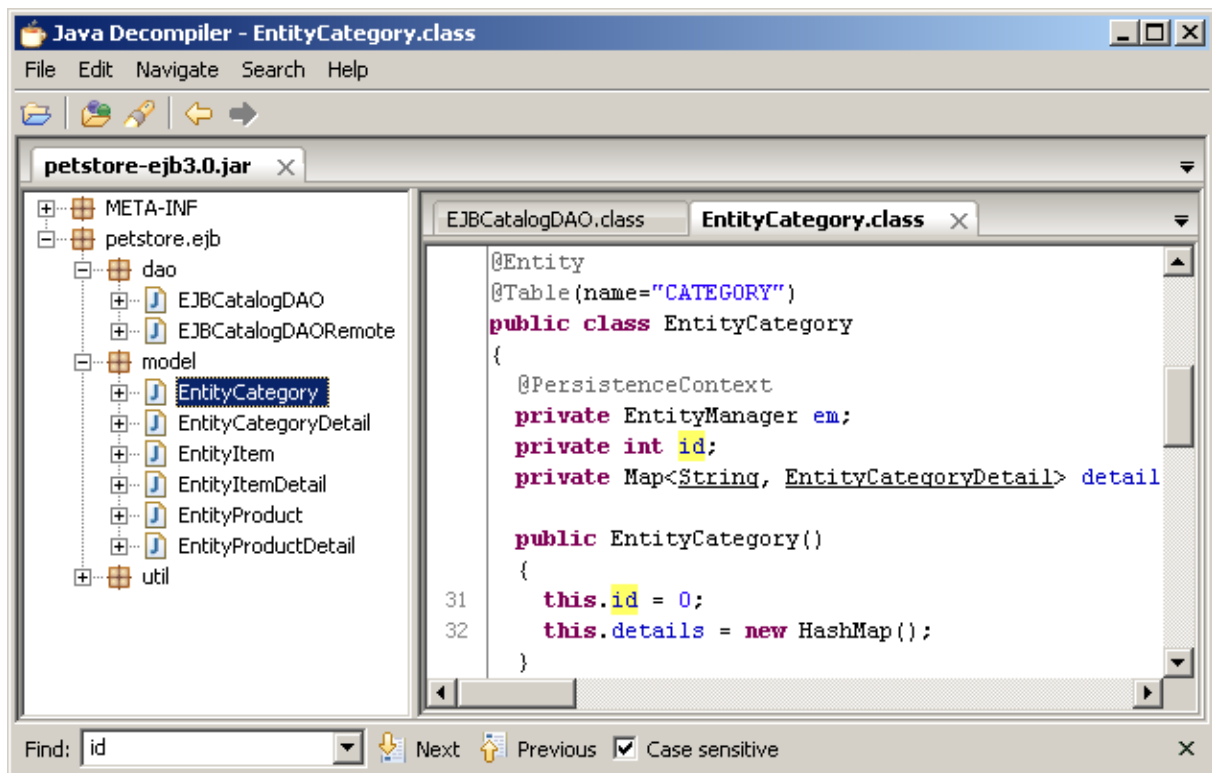 Java Decompiler - EntityCategory.class
File Edit Navigate Search Help
petstore-ejb3.0.jar
META-INF
petstore.ejb
dao
EJBCatalogDAO
EJBCatalogDAORemote
model
EntityCategory
EntityCategoryDetail
EntityItem
EntityItemDetail
EntityProduct
EntityProductDetail
util
EJBCatalogDAO.class EntityCategory.class
@Entity
@Table(name="CATEGORY")
public class EntityCategory
{
@PersistenceContext
private EntityManager em;
private int id;
private Map<String, EntityCategoryDetail> detail
public EntityCategory()
{
31 this.id = 0;
32 this.details = new HashMap();
}
Find: id Next Previous Case sensitive